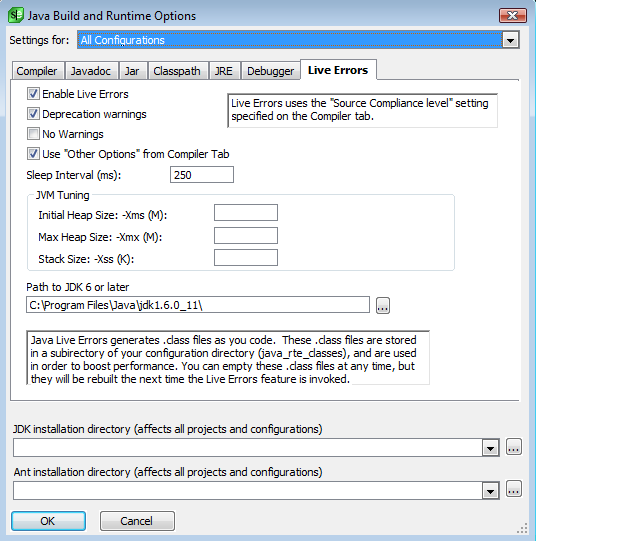 Java Build and Runtime Options
Settings for: All Configurations
Compiler Javadoc Jar Classpath JRE Debugger Live Errors
Enable Live Errors
Live Errors uses the "Source Compliance level" setting
specified on the Compiler tab.
Deprecation warnings
No Warnings
Use "Other Options" from Compiler Tab
Sleep Interval (ms): 250
JVM Tuning
Initial Heap Size: -Xms (M):
Max Heap Size: -Xmx (M):
Stack Size: -Xss (K):
Path to JDK 6 or later
C:\Program Files\Java\jdk1.6.0_11\ ...
Java Live Errors generates .class files as you code. These .class files are stored
in a subirectory of your configuration directory (java_rte_classes), and are used
in order to boost performance. You can empty these .class files at any time, but
they will be rebuilt the next time the Live Errors feature is invoked.
JDK installation directory (affects all projects and configurations)
...
Ant installation directory (affects all projects and configurations)
...
OK Cancel